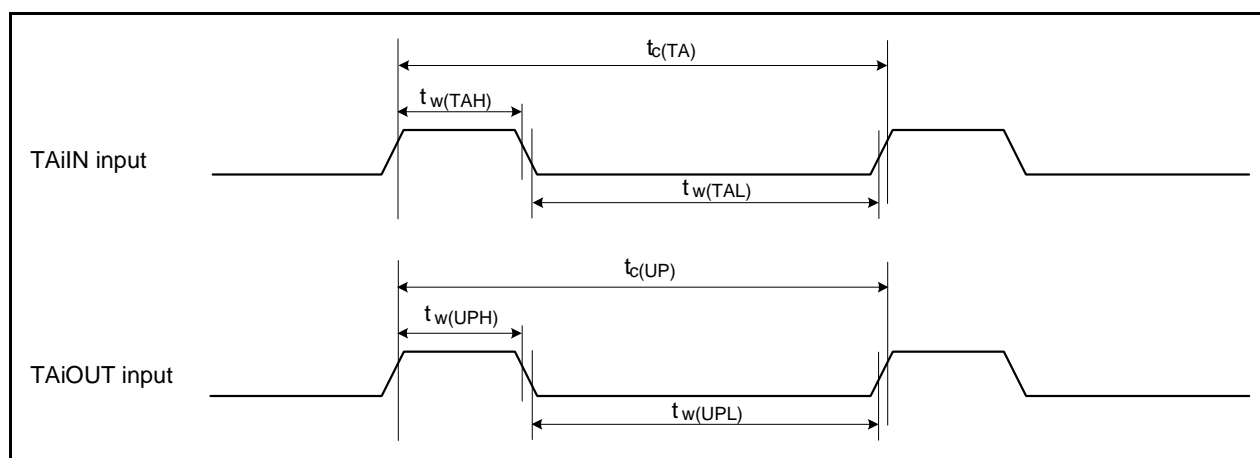 tc(TA)
tw(TAH)
TAiIN input
tw(TAL)
tc(UP)
tw(UPH)
TAiOUT input
tw(UPL)